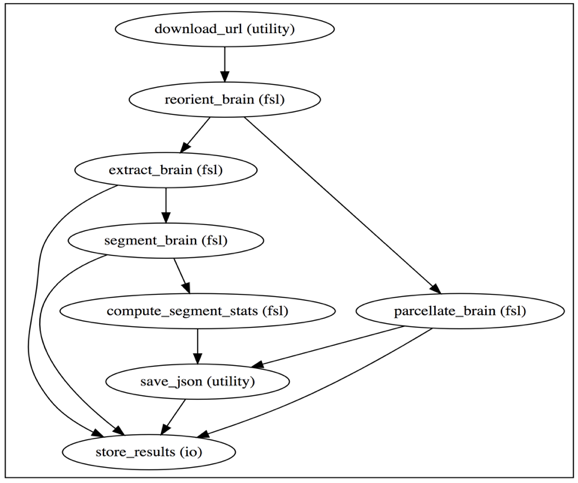 download_url (utility)
reorient_brain (fsl)
extract_brain (fsl)
segment_brain (fsl)
compute_segment_stats (fsl)
parcellate_brain (fsl)
save_json (utility)
store_results (io)